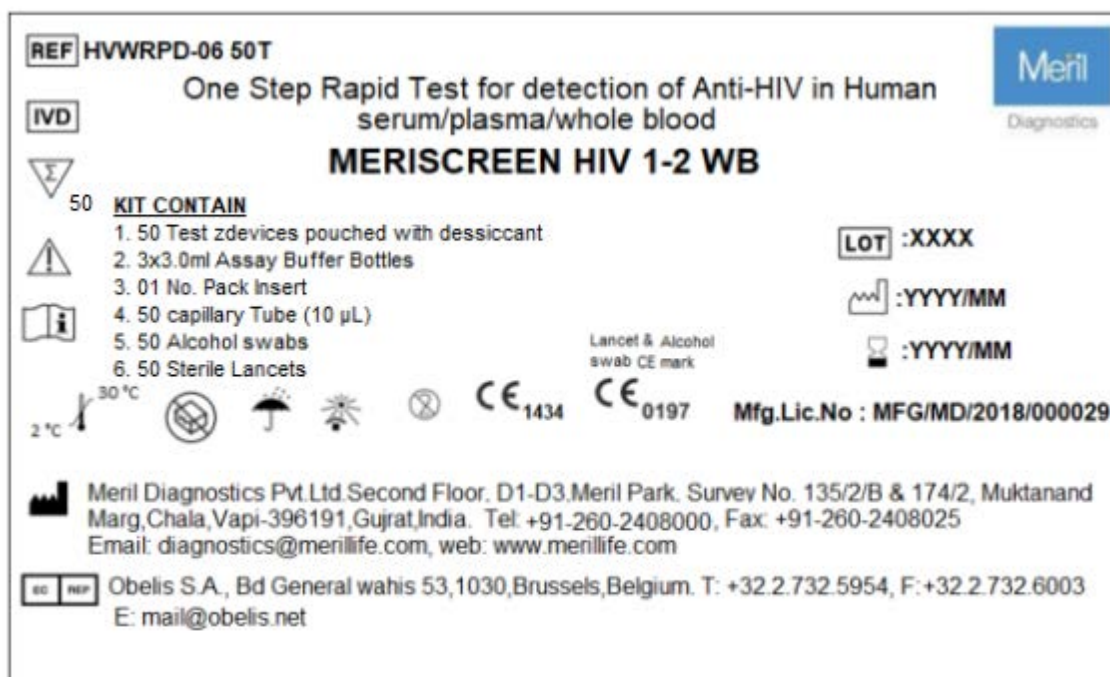 REF HVWRPD-06 50T
Meril
Diagnostics
One Step Rapid Test for detection of Anti-HIV in Human
serum/plasma/whole blood
IVD
MERISCREEN HIV 1-2 WB
Σ
50
KIT CONTAIN
1. 50 Test zdevices pouched with dessiccant
2. 3x3.0ml Assay Buffer Bottles
3. 01 No. Pack Insert
4. 50 capillary Tube (10 µL)
5. 50 Alcohol swabs
6. 50 Sterile Lancets
i
LOT :XXXX
:YYYY/MM
:YYYY/MM
2 °C
30 °C
2
CE 1434
Lancet & Alcohol
swab CE mark
CE 0197
Mfg.Lic.No : MFG/MD/2018/000029
Meril Diagnostics Pvt.Ltd.Second Floor, D1-D3,Meril Park, Survey No. 135/2/B & 174/2, Muktanand
Marg,Chala,Vapi-396191,Gujrat,India. Tel: +91-260-2408000, Fax: +91-260-2408025
Email: diagnostics@merillife.com, web: www.merillife.com
EC REP Obelis S.A., Bd General wahis 53,1030,Brussels,Belgium. T: +32.2.732.5954, F:+32.2.732.6003
E: mail@obelis.net